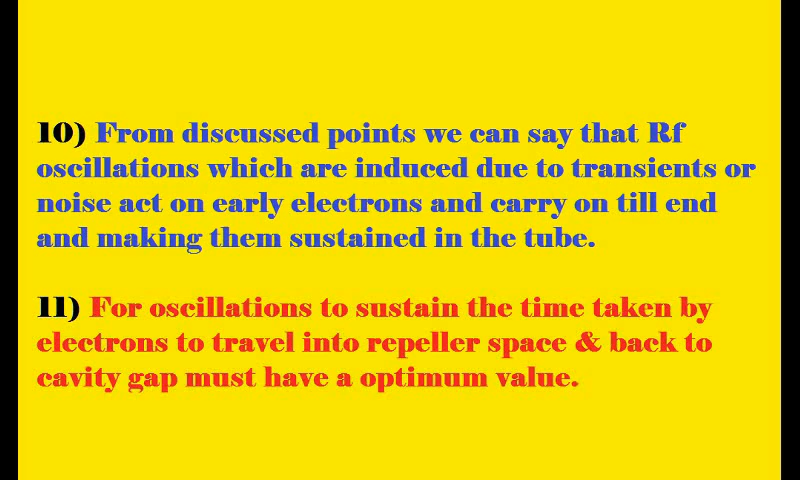 10) From discussed points we can say that Rf
oscillations which are induced due to transients or
noise act on early electrons and carry on till end
and making them sustained in the tube.
11) For oscillations to sustain the time taken by
electrons to travel into repeller space & back to
cavity gap must have a optimum value.